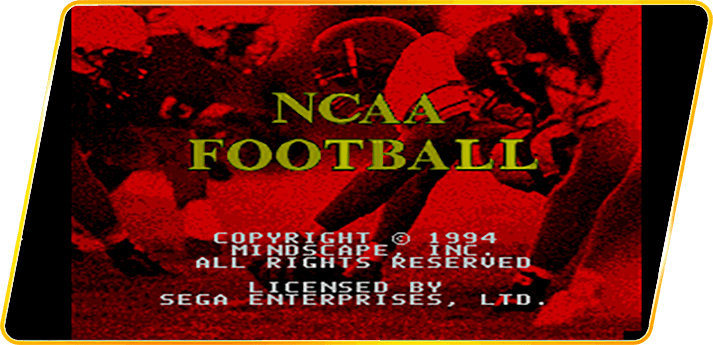 NCAA
FOOTBALL
COPYRIGHT © 1994
MINDSCAPE, INC.
ALL RIGHTS RESERVED
LICENSED BY
SEGA ENTERPRISES, LTD.